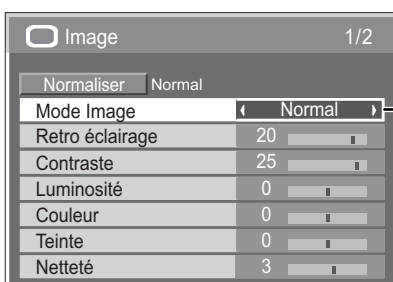 Image 1/2
Normaliser Normal
Mode Image Normal
Retro éclairage 20
Contraste 25
Luminosité 0
Couleur 0
Teinte 0
Netteté 3